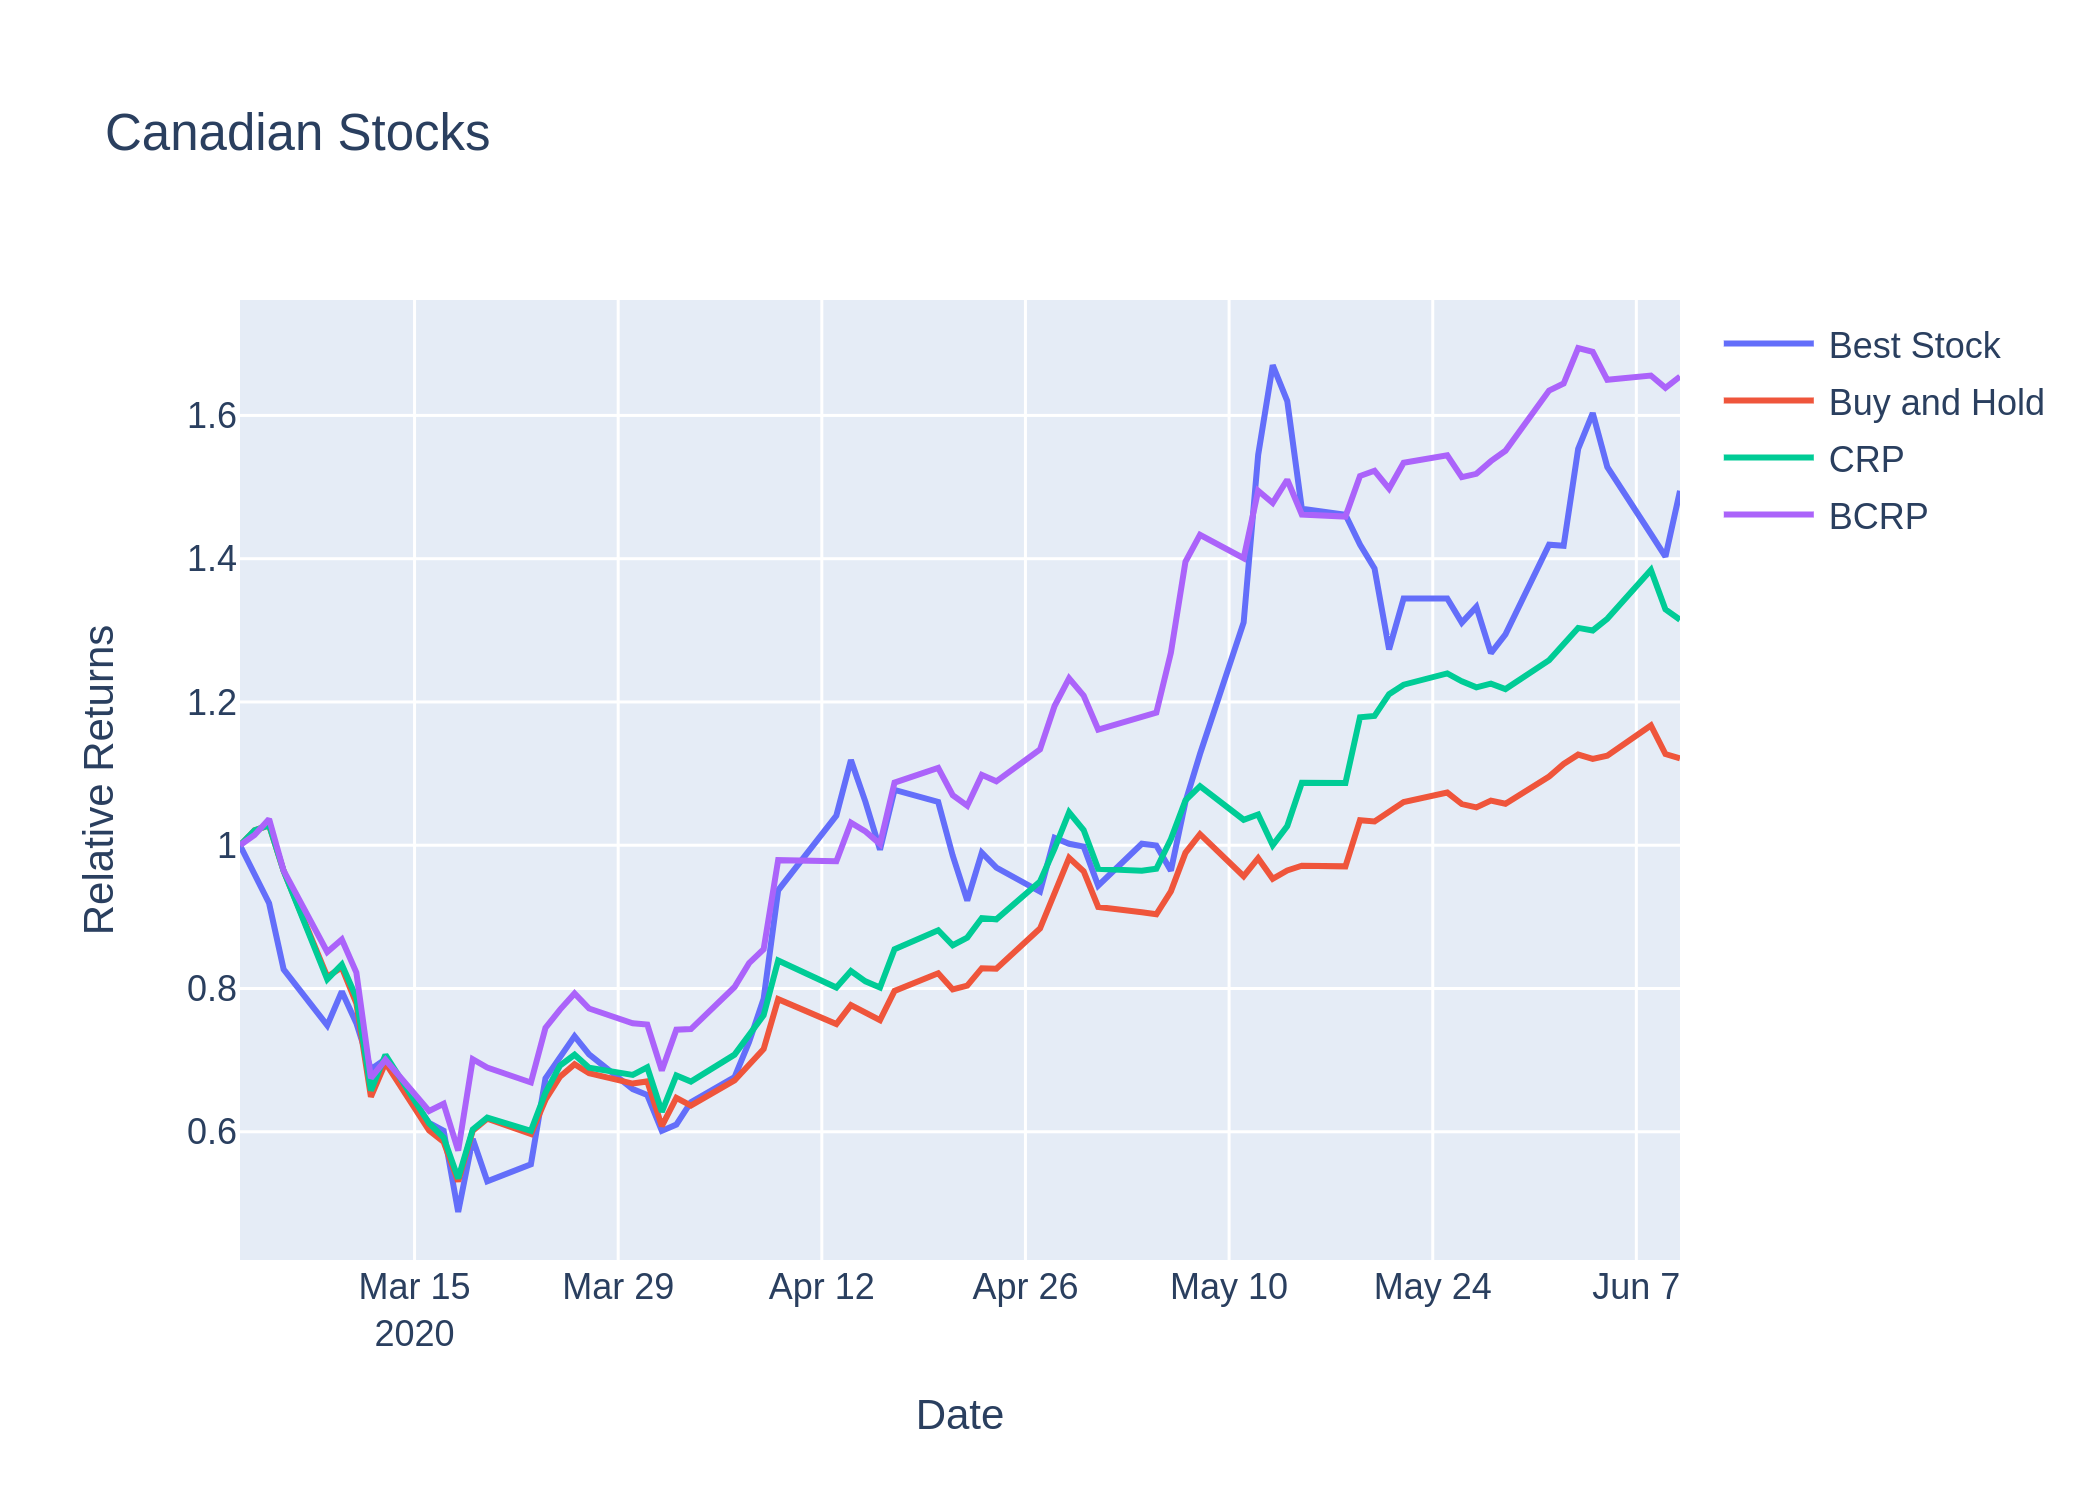 Canadian Stocks
Relative Returns
1.6
1.4
1.2
1
0.8
0.6
Mar 15
2020
Mar 29
Apr 12
Apr 26
May 10
May 24
Jun 7
Date
Best Stock
Buy and Hold
CRP
BCRP